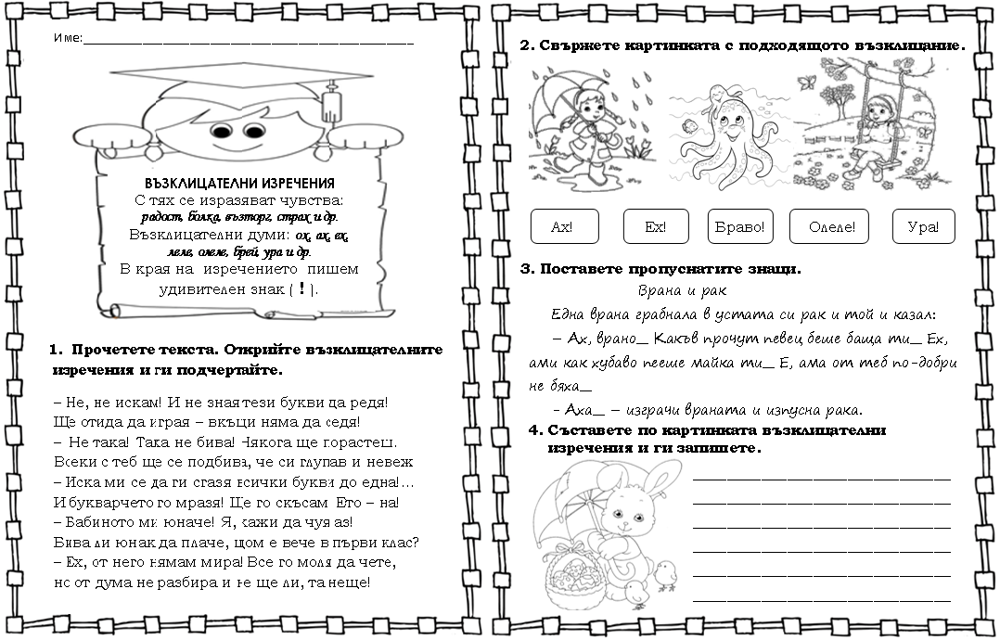 Име:
ВЪЗКЛИЦАТЕЛНИ ИЗРЕЧЕНИЯ
С тях се изразяват чувства:
радост, болка, възторг, страх и др.
Възклицателни думи: ох, ах, ех,
леле, олеле, брей, ура и др.
В края на изречението пишем
удивителен знак ( ! ).
1. Прочетете текста. Открийте възклицателните
изречения и ги подчертайте.
– Не, не искам! И не зная тези букви да редя!
Ще отида да играя – вкъщи няма да седя!
– Не така! Така не бива! Някога ще порастеш.
Всеки с теб ще се подбива, че си глупав и невеж
– Иска ми се да ги сгазя всички букви до една!...
И букварчето го мразя! Ще го скъсам. Ето – на!
– Бабиното ми юначе! Я, кажи да чуя аз!
Бива ли юнак да плаче, щом е вече в първи клас?
– Ех, от него нямам мира! Все го моля да чете,
но от дума не разбира и не ще ли, та неще!
2. Свържете картинката с подходящото възклицание.
Ах! Ех! Браво! Олеле! Ура!
3. Поставете пропуснатите знаци.
Врана и рак
Една врана грабнала в устата си рак и той и казал:
– Ах, врано_ Какъв прочут певец беше баща ти_ Ех,
ами как хубаво пееше майка ти_ Е, ама от теб по-добри
не бяха_
- Аха_ – изграчи враната и изпусна рака.
4. Съставете по картинката възклицателни
изречения и ги запишете.